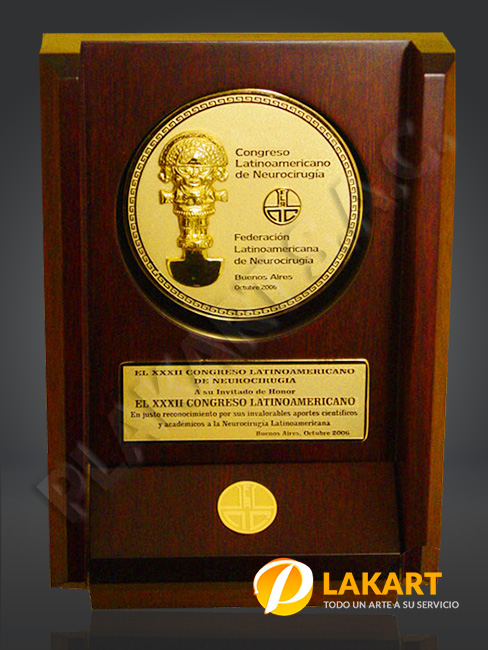 Congreso
Latinoamericano
de Neurocirugía
Federación
Latinoamericana
de Neurocirugía
Buenos Aires
Octubre 2006
EL XXXII CONGRESO LATINOAMERICANO
DE NEUROCIRUGIA
A su Invitado de Honor
EL XXXII CONGRESO LATINOAMERICANO
En justo reconocimiento por sus invalorables aportes científicos
y académicos a la Neurocirugía Latinoamericana
Buenos Aires, Octubre 2006
PLAKART
LAKART
TODO UN ARTE A SU SERVICIO